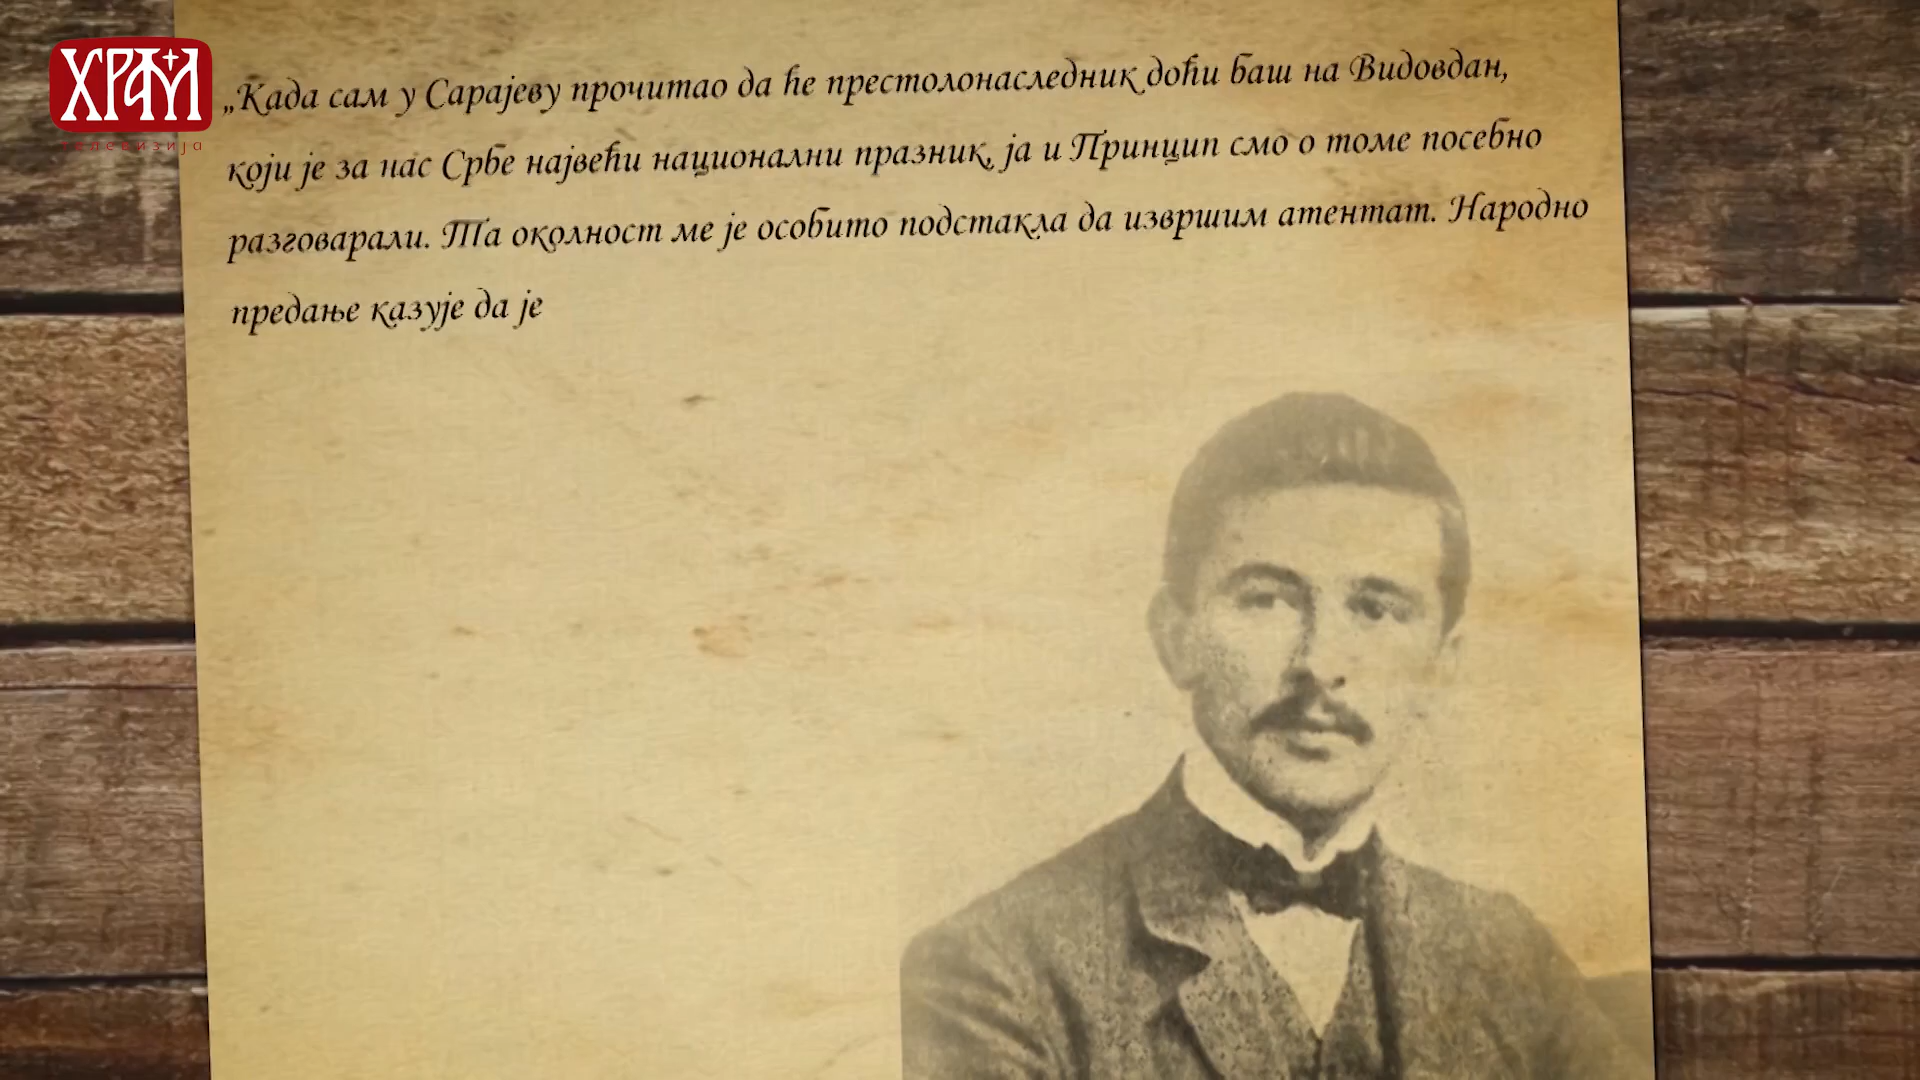 ХРАМ
телевизија
„Када сам у Сарајеву прочитао да ће престолонаследник доћи баш на Видовдан,
који је за нас Србе највећи национални празник, ја и Принцип смо о томе посебно
разговарали. Та околност ме је особито подстакла да извршим атентат. Народно
предање казује да је